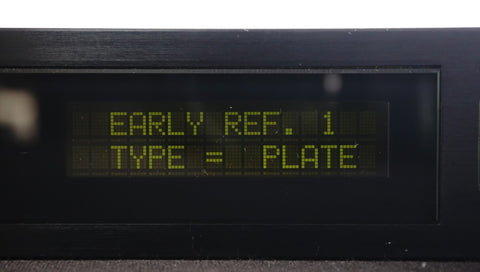 EARLY REF. 1
TYPE =  PLATE